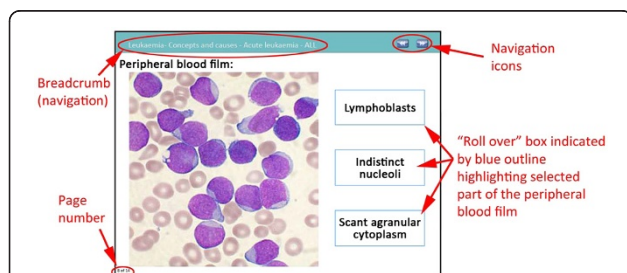 Leukaemia- Concepts and causes - Acute leukaemia - ALL
Navigation
icons
Peripheral blood film:
Breadcrumb
(navigation)
Lymphoblasts
Indistinct
nucleoli
Scant agranular
cytoplasm
“Roll over” box indicated
by blue outline
highlighting selected
part of the peripheral
blood film
Page
number